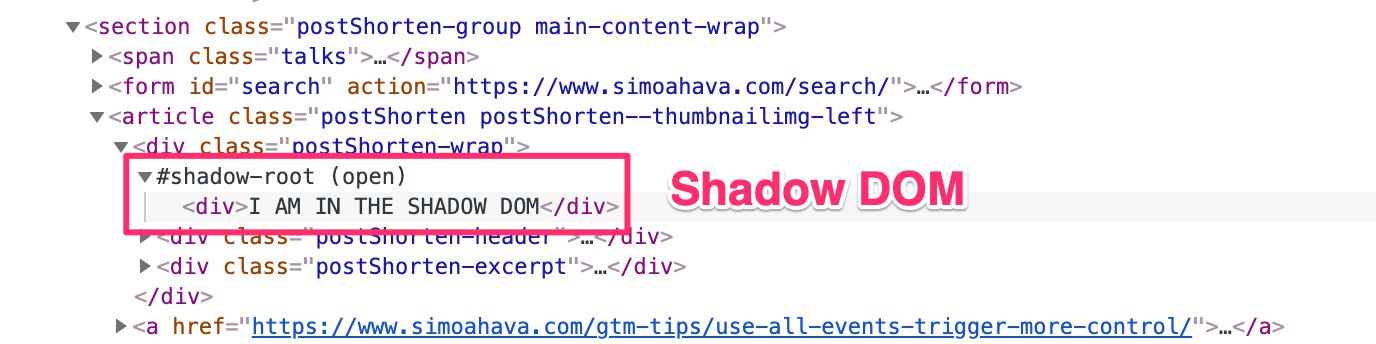 ▼<section class="postShorten-group main-content-wrap">
▶<span class="talks">…</span>
▶<form id="search" action="https://www.simoahava.com/search/">…</form>
▼<article class="postShorten postShorten--thumbnailimg-left">
▼<div class="postShorten-wrap">
▼#shadow-root (open)
<div>I AM IN THE SHADOW DOM</div>
Shadow DOM
▶<div class="postShorten-header">…</div>
▶<div class="postShorten-excerpt">…</div>
</div>
▶<a href="https://www.simoahava.com/gtm-tips/use-all-events-trigger-more-control/">…</a>